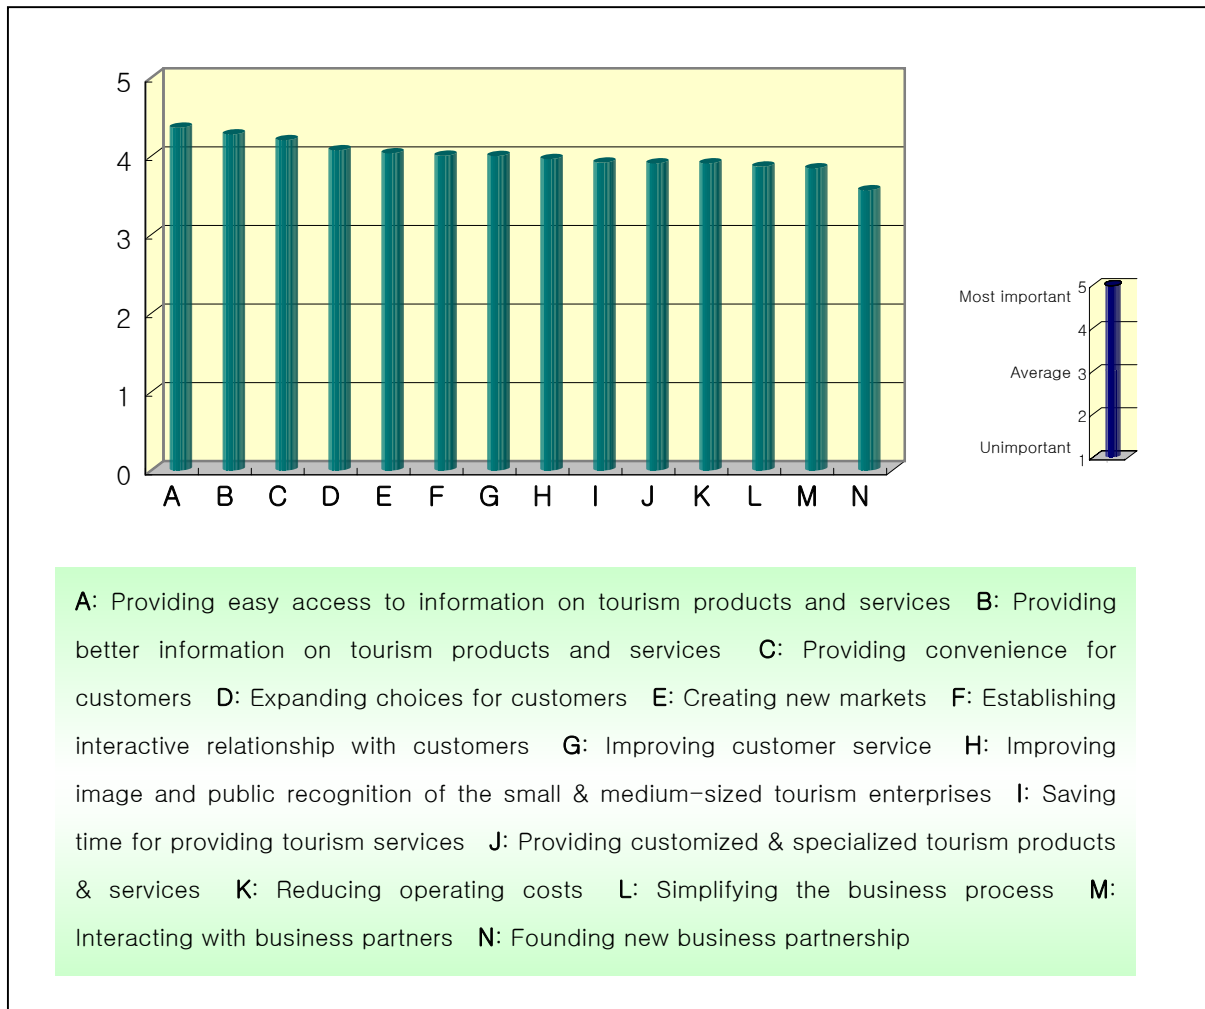 5
4
3
2
1
0
A B C D E F G H I J K L M N
Most important 5
4
Average 3
2
Unimportant
1
A: Providing easy access to information on tourism products and services B: Providing
better information on tourism products and services C: Providing convenience for
customers D: Expanding choices for customers E: Creating new markets F: Establishing
interactive relationship with customers G: Improving customer service H: Improving
image and public recognition of the small & medium-sized tourism enterprises I: Saving
time for providing tourism services J: Providing customized & specialized tourism products
& services K: Reducing operating costs L: Simplifying the business process M:
Interacting with business partners N: Founding new business partnership